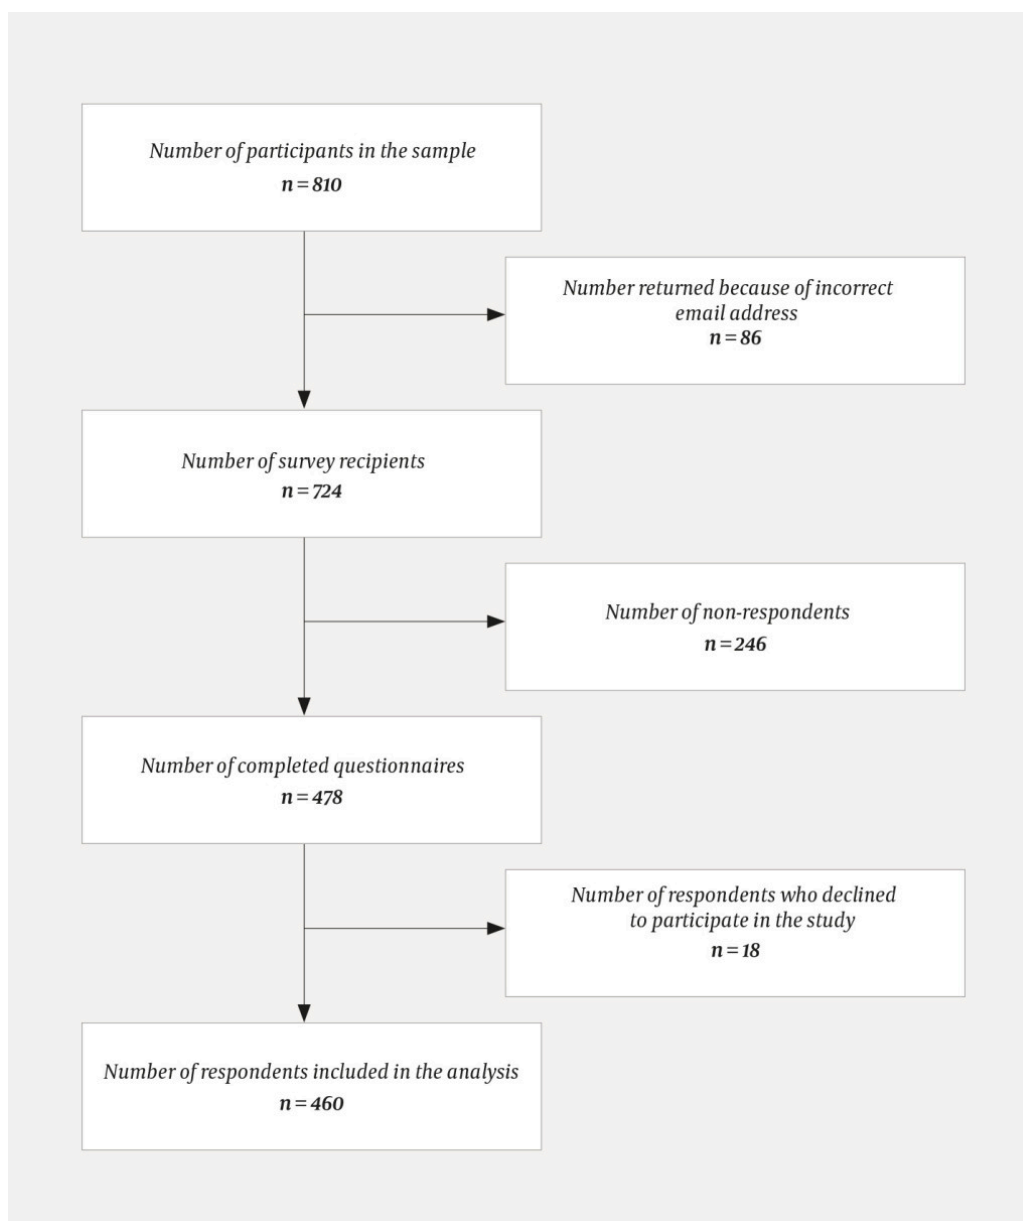 Number of participants in the sample
n = 810
Number returned because of incorrect
email address
n = 86
Number of survey recipients
n = 724
Number of non-respondents
n = 246
Number of completed questionnaires
n = 478
Number of respondents who declined
to participate in the study
n = 18
Number of respondents included in the analysis
n = 460